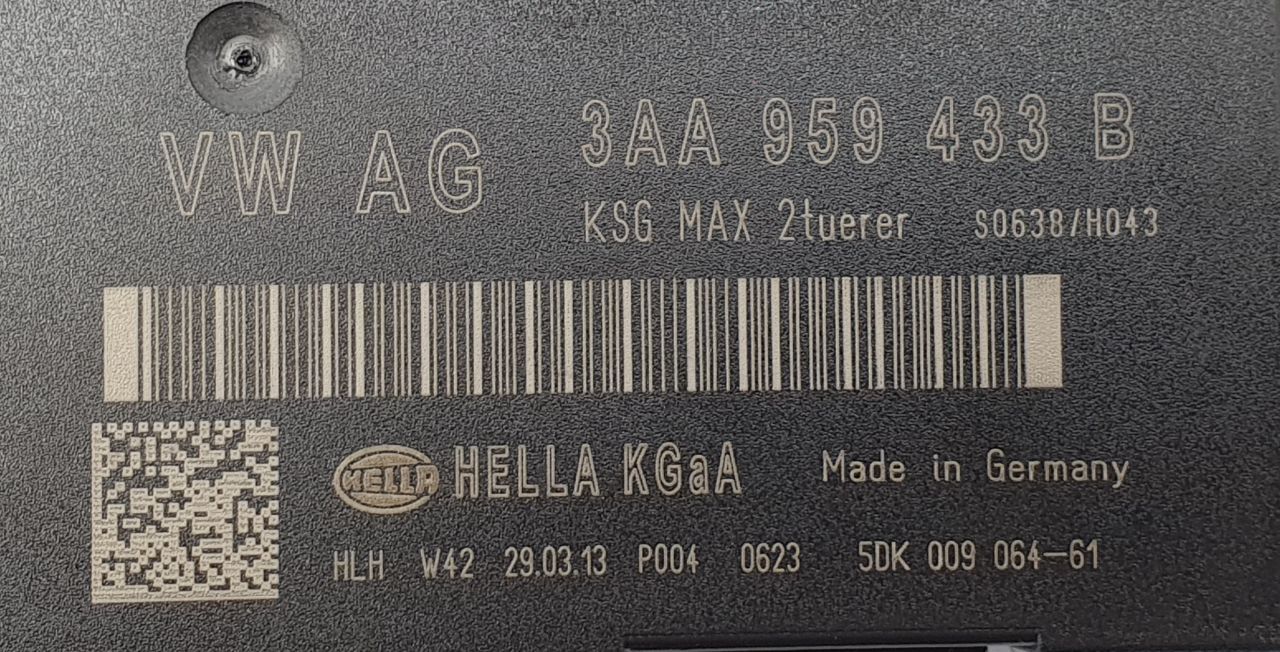 VW AG 3AA 959 433 B
KSG MAX 2tuerer S0638/H043
HELLA HELLA KGaA Made in Germany
HLH W42 29.03.13 P004 0623 5DK 009 064-61